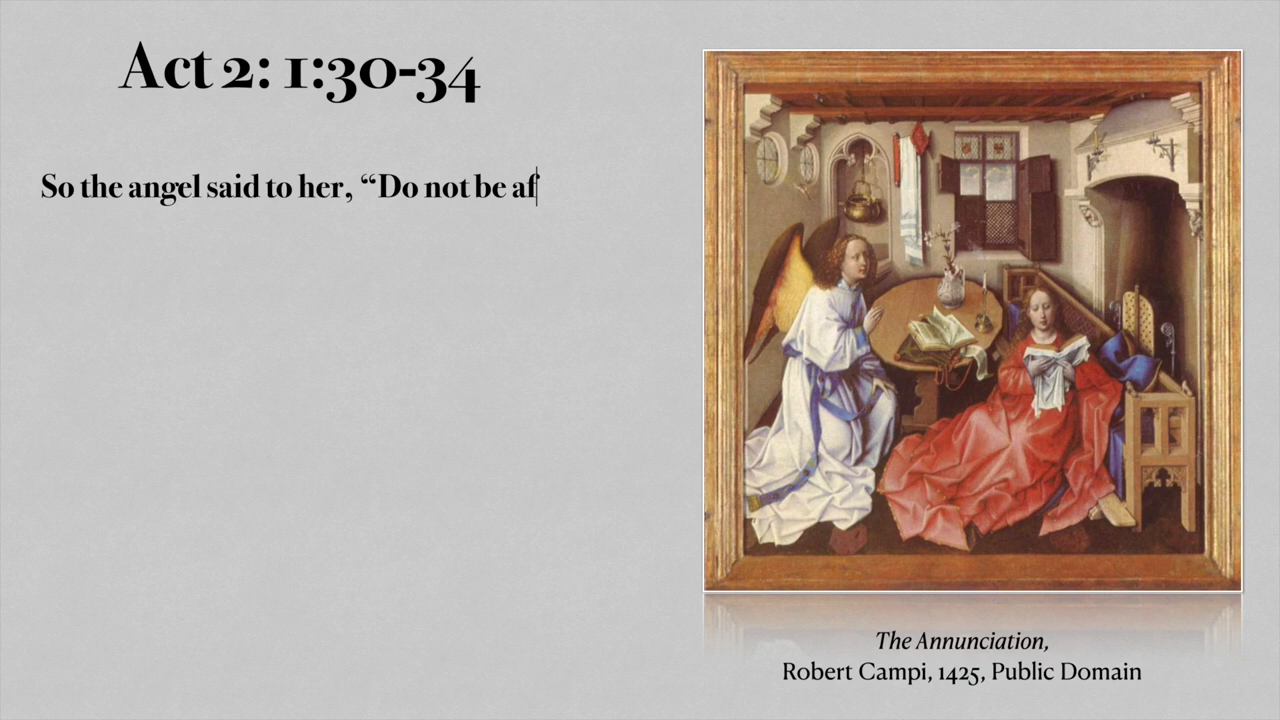 Act 2: 1:30-34
So the angel said to her, “Do not be af
The Annunciation,
Robert Campi, 1425, Public Domain